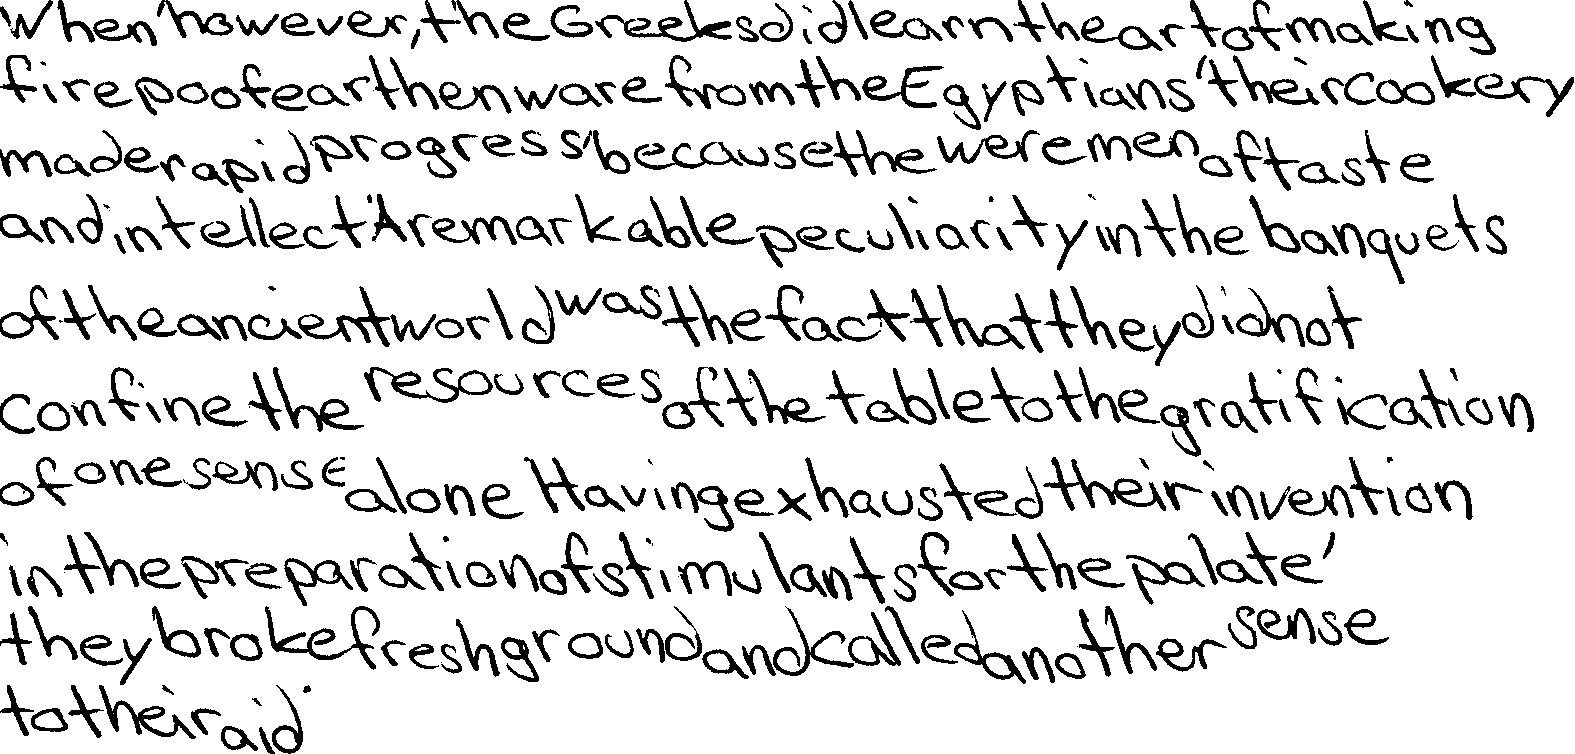 When however, the Greeks did learn the art of making
fire poof earthenware from the Egyptians, their cookery
made rapid progress, because the were men of taste
and intellect. A remarkable peculiarity in the banquets
of the ancient world was the fact that they did not
confine the resources of the table to the gratification
of one sense alone Having exhausted their invention
in the preparation of stimulants for the palate,
they broke fresh ground and called another sense
to their aid.